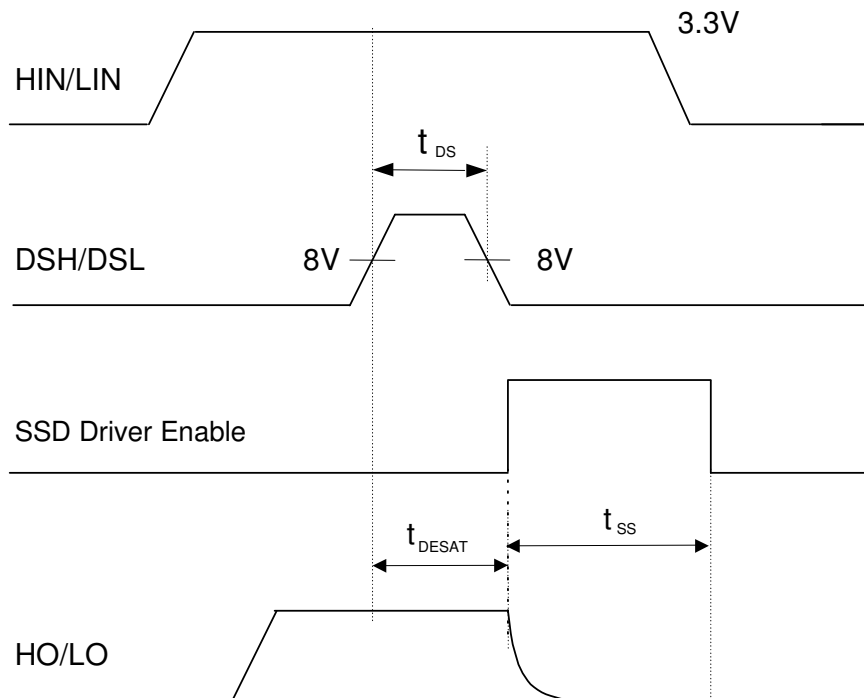 3.3V
HIN/LIN
t DS
DSH/DSL 8V 8V
SSD Driver Enable
t DESAT t SS
HO/LO